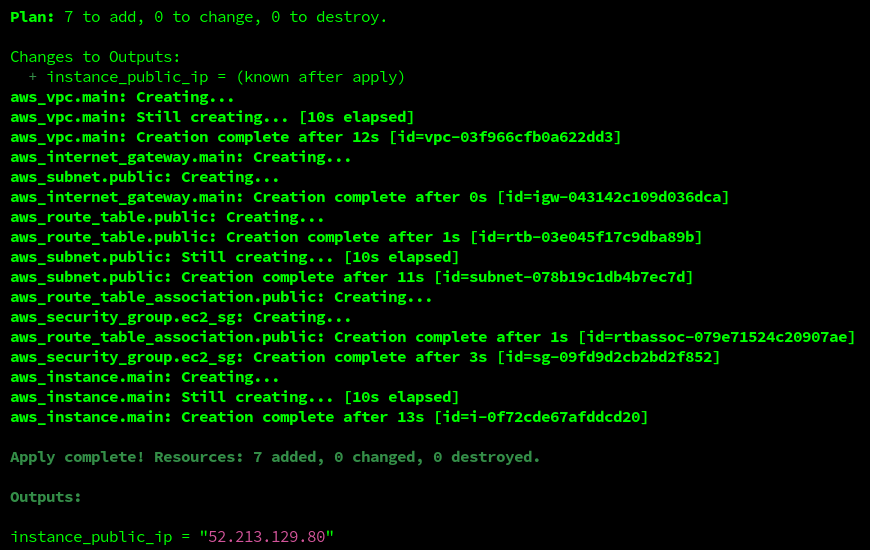 Plan: 7 to add, 0 to change, 0 to destroy.
Changes to Outputs:
+ instance_public_ip = (known after apply)
aws_vpc.main: Creating...
aws_vpc.main: Still creating... [10s elapsed]
aws_vpc.main: Creation complete after 12s [id=vpc-03f966cfb0a622dd3]
aws_internet_gateway.main: Creating...
aws_subnet.public: Creating...
aws_internet_gateway.main: Creation complete after 0s [id=igw-043142c109d036dca]
aws_route_table.public: Creating...
aws_route_table.public: Creation complete after 1s [id=rtb-03e045f17c9dba89b]
aws_subnet.public: Still creating... [10s elapsed]
aws_subnet.public: Creation complete after 11s [id=subnet-078b19c1db4b7ec7d]
aws_route_table_association.public: Creating...
aws_security_group.ec2_sg: Creating...
aws_route_table_association.public: Creation complete after 1s [id=rtbassoc-079e71524c20907ae]
aws_security_group.ec2_sg: Creation complete after 3s [id=sg-09fd9d2cb2bd2f852]
aws_instance.main: Creating...
aws_instance.main: Still creating... [10s elapsed]
aws_instance.main: Creation complete after 13s [id=i-0f72cde67afddcd20]
Apply complete! Resources: 7 added, 0 changed, 0 destroyed.
Outputs:
instance_public_ip = "52.213.129.80"